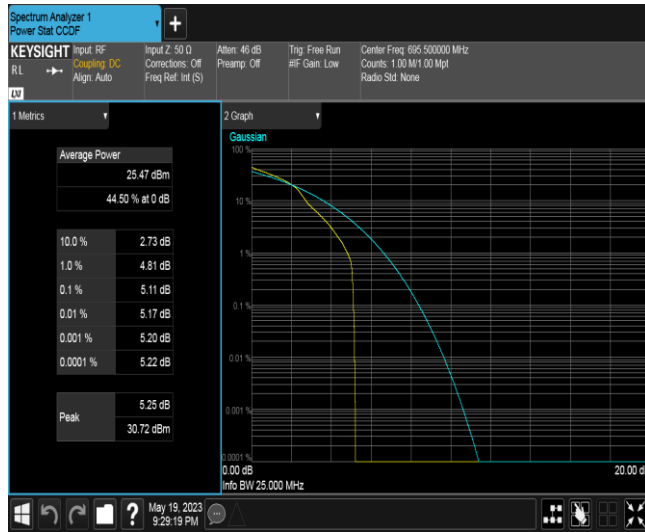 Spectrum Analyzer 1
Power Stat CCDF
+
KEYSIGHT
Input: RF
Coupling: DC
Align: Auto
Input Z: 50 Ω
Corrections: Off
Freq Ref: Int (S)
Atten: 46 dB
Preamp: Off
Trig: Free Run
#IF Gain: Low
Center Freq: 695.500000 MHz
Counts: 1.00 M/1.00 Mpt
Radio Std: None
R L
LXI
1 Metrics
Average Power
25.47 dBm
44.50 % at 0 dB
10.0 % 2.73 dB
1.0 % 4.81 dB
0.1 % 5.11 dB
0.01 % 5.17 dB
0.001 % 5.20 dB
0.0001 % 5.22 dB
Peak
5.25 dB
30.72 dBm
2 Graph
Gaussian
100 %
10 %
1 %
0.1 %
0.01 %
0.001 %
0.0001 %
0.00 dB
20.00 d
Info BW 25.000 MHz
?
May 19, 2023
9:29:19 PM